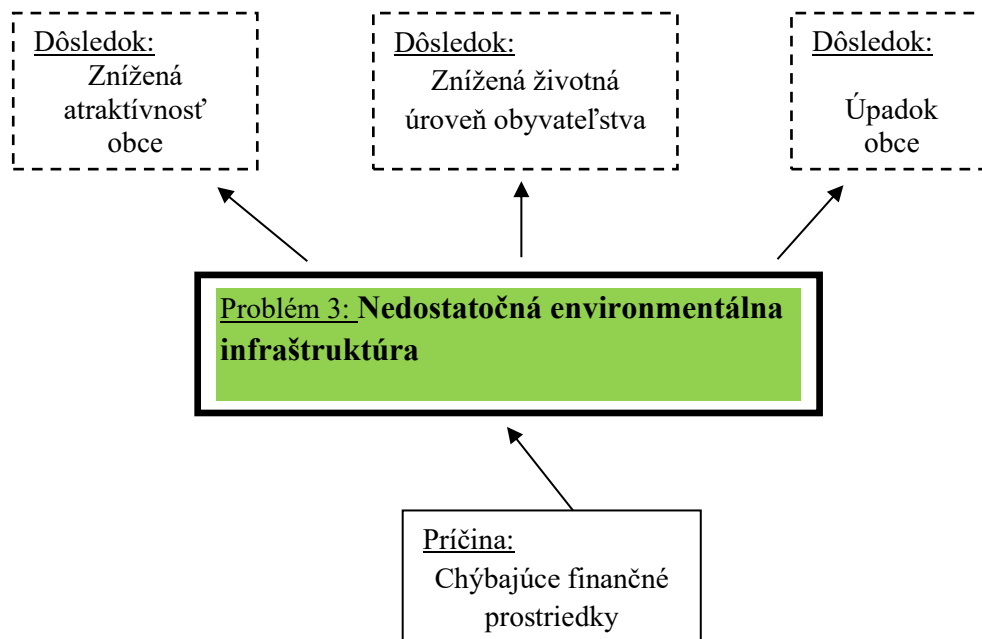 Dôsledok:
Znížená
atraktívnosť
obce
Dôsledok:
Znížená životná
úroveň obyvateľstva
Dôsledok:
Úpadok
obce
Problém 3: Nedostatočná environmentálna
infraštruktúra
Príčina:
Chýbajúce finančné
prostriedky